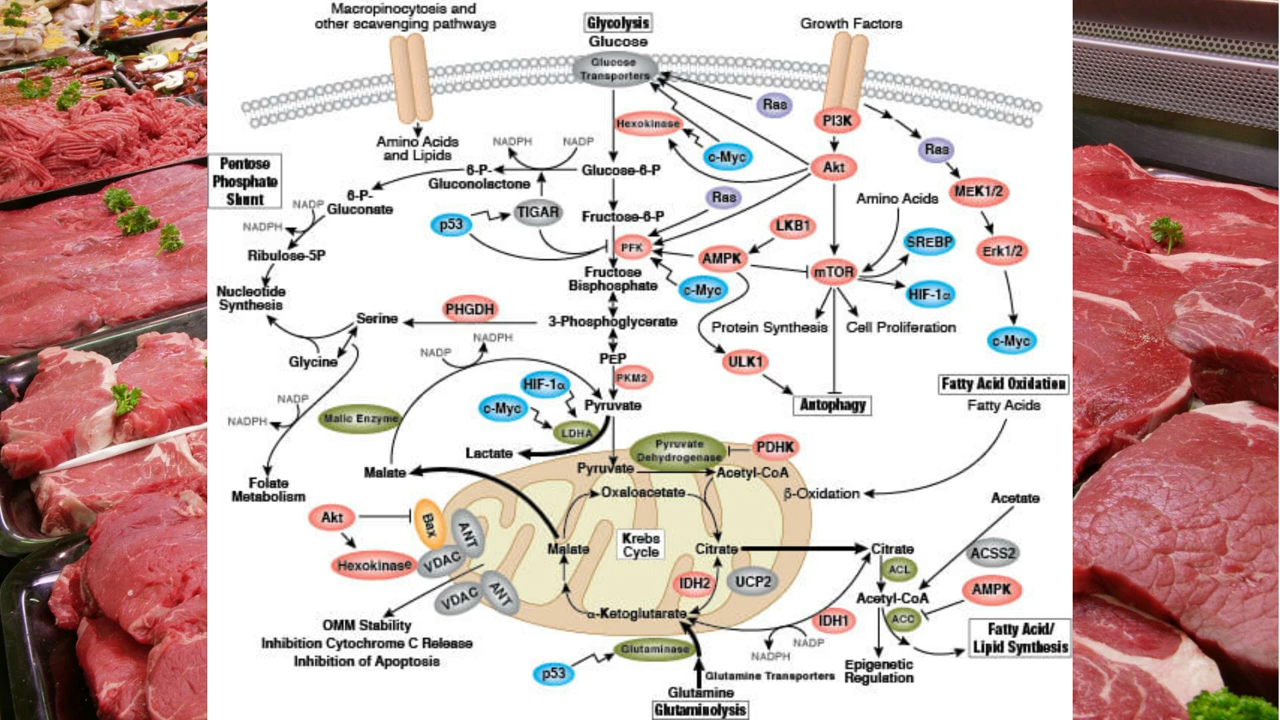 Macropinocytosis and
other scavenging pathways
Glycolysis
Glucose
Growth Factors
Glucose
Transporters
Ras
PI3K
Hexokinase
Amino Acids
and Lipids
NADPH
NADP
c-Myc
Akt
Ras
Pentose
Phosphate
Shunt
6-P-
Gluconolactone
Glucose-6-P
MEK1/2
6-P-
Gluconate
NADP
NADPH
Ras
Amino Acids
p53
TIGAR
Fructose-6-P
LKB1
SREBP
Erk1/2
PFK
AMPK
mTOR
Ribulose-5P
Fructose
Bisphosphate
c-Myc
HIF-1α
Nucleotide
Synthesis
PHGDH
Serine
3-Phosphoglycerate
Protein Synthesis
Cell Proliferation
c-Myc
NADP
NADPH
Glycine
PEP
ULK1
PKM2
HIF-1α
Fatty Acid Oxidation
Fatty Acids
NADP
NADPH
c-Myc
Pyruvate
Autophagy
Malic Enzyme
LDHA
Lactate
Pyruvate
Dehydrogenase
PDHK
Malate
Pyruvate
Acetyl-CoA
Folate
Metabolism
Oxaloacetate
β-Oxidation
Acetate
Akt
Bax
ANT
Krebs
Cycle
Malate
Citrate
Citrate
ACSS2
Hexokinase
VDAC
ACL
IDH2
UCP2
VDAC
ANT
Acetyl-CoA
AMPK
α-Ketoglutarate
IDH1
ACC
OMM Stability
Inhibition Cytochrome C Release
Inhibition of Apoptosis
NADP
NADPH
Fatty Acid/
Lipid Synthesis
Glutaminase
p53
Glutamine Transporters
Epigenetic
Regulation
Glutamine
Glutaminolysis